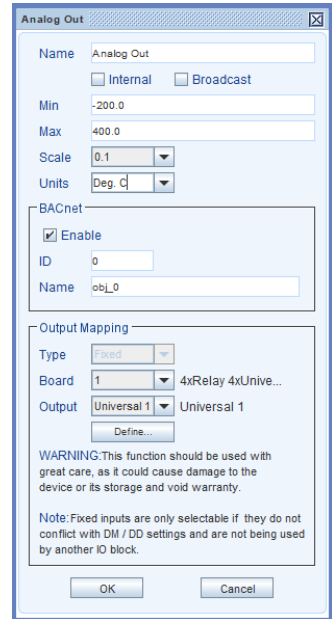 Analog Out
Name Analog Out
Internal Broadcast
Min -200.0
Max 400.0
Scale 0.1
Units Deg. C
BACnet
Enable
ID 0
Name obj_0
Output Mapping
Type Fixed
Board 1 4xRelay 4xUnive...
Output Universal 1 Universal 1
Define...
WARNING:This function should be used with
great care, as it could cause damage to the
device or its storage and void warranty.
Note:Fixed inputs are only selectable if they do not
conflict with DM / DD settings and are not being used
by another IO block.
OK Cancel